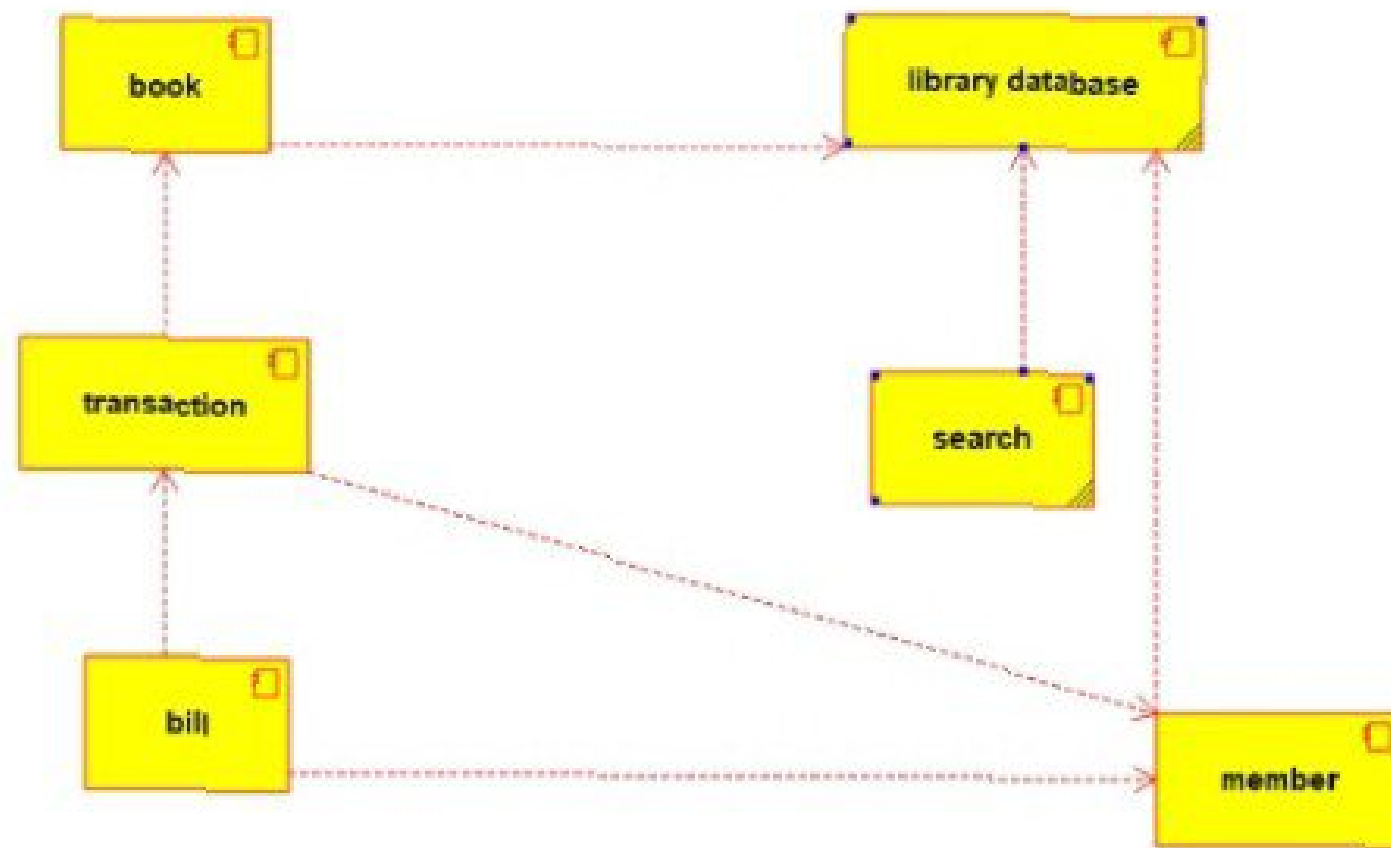 book
library database
transaction
search
bill
member